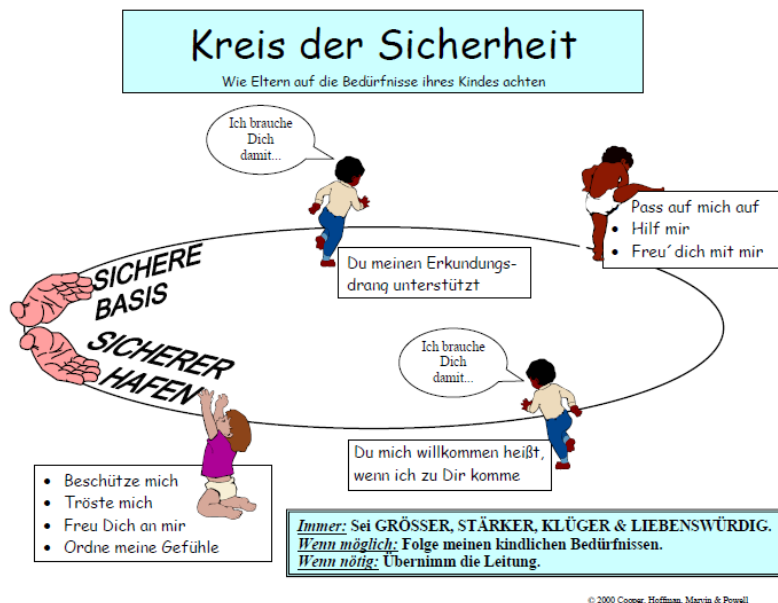 Kreis der Sicherheit
Wie Eltern auf die Bedürfnisse ihres Kindes achten
Ich brauche
Dich
damit...
Pass auf mich auf
• Hilf mir
• Freu´dich mit mir
Du meinen Erkundungs-
drang unterstützt
SICHERE
BASIS
SICHERER
HAFEN
Ich brauche
Dich
damit...
Du mich willkommen heißt,
wenn ich zu Dir komme
• Beschütze mich
• Tröste mich
• Freu Dich an mir
• Ordne meine Gefühle
Immer: Sei GRÖSSER, STÄRKER, KLÜGER & LIEBENSWÜRDIG.
Wenn möglich: Folge meinen kindlichen Bedürfnissen.
Wenn nötig: Übernimm die Leitung.
© 2000 Cooper, Hoffman, Marvin & Powell